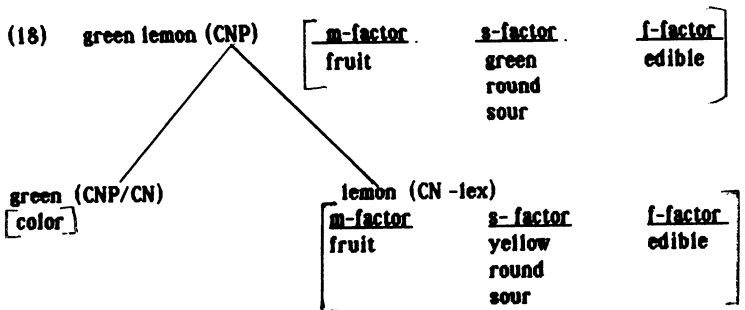 (18) green lemon (CNP) m-factor s-factor f-factor
fruit green edible
round
sour
green (CNP/CN) lemon (CN -lex)
[color] m-factor s- factor f-factor
fruit yellow edible
round
sour